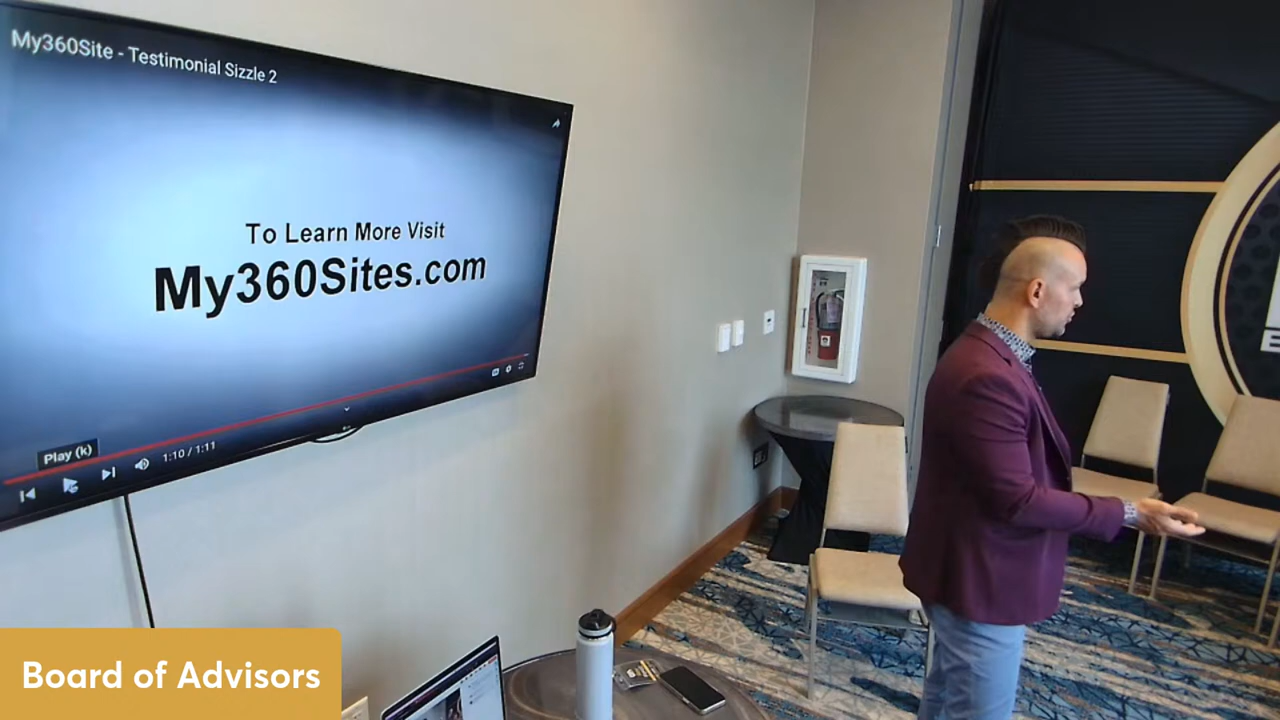 My360Site - Testimonial Sizzle 2
To Learn More Visit
My360Sites.com
Play (k)
1:10 / 1:11
Board of Advisors